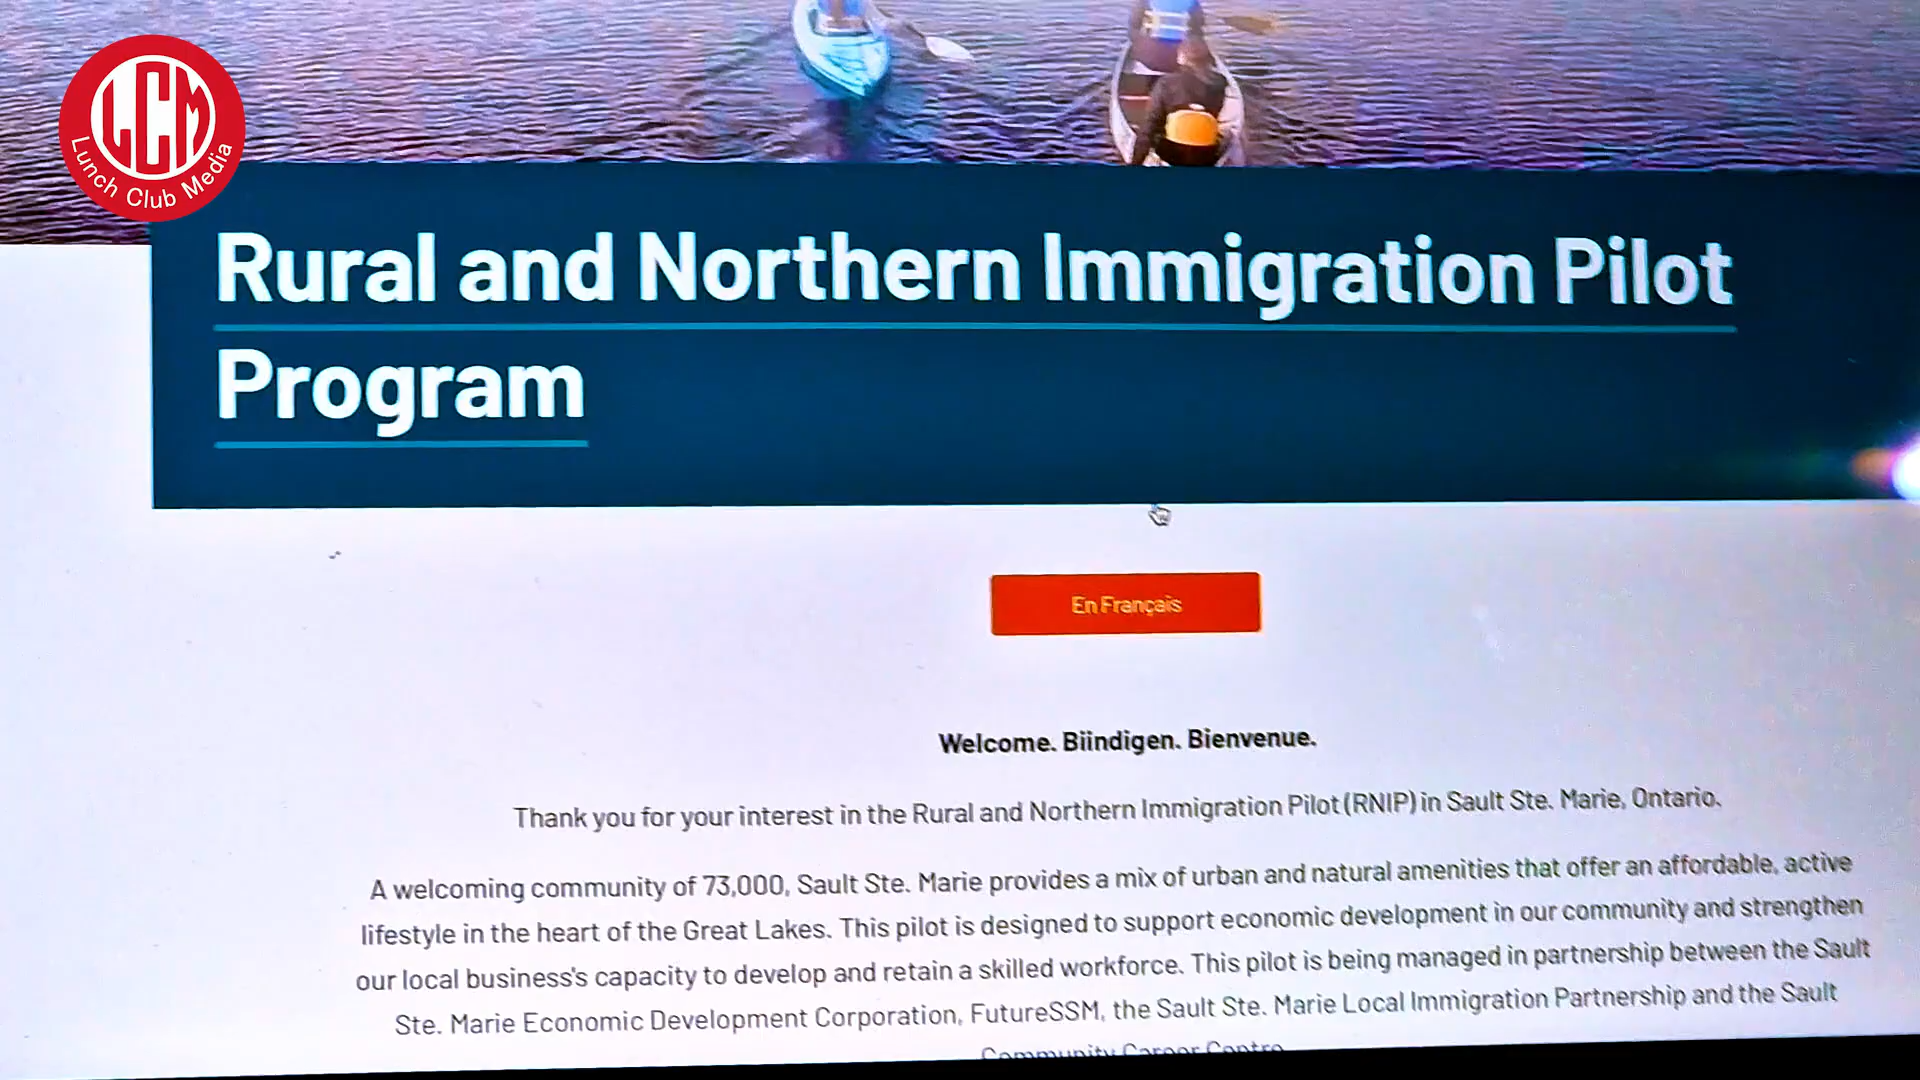 LCM
Lunch Club Media
Rural and Northern Immigration Pilot
Program
En Français
Welcome. Biindigen. Bienvenue.
Thank you for your interest in the Rural and Northern Immigration Pilot (RNIP) in Sault Ste. Marie, Ontario.
A welcoming community of 73,000, Sault Ste. Marie provides a mix of urban and natural amenities that offer an affordable, active
lifestyle in the heart of the Great Lakes. This pilot is designed to support economic development in our community and strengthen
our local business's capacity to develop and retain a skilled workforce. This pilot is being managed in partnership between the Sault
Ste. Marie Economic Development Corporation, FutureSSM, the Sault Ste. Marie Local Immigration Partnership and the Sault
Community Career Centre